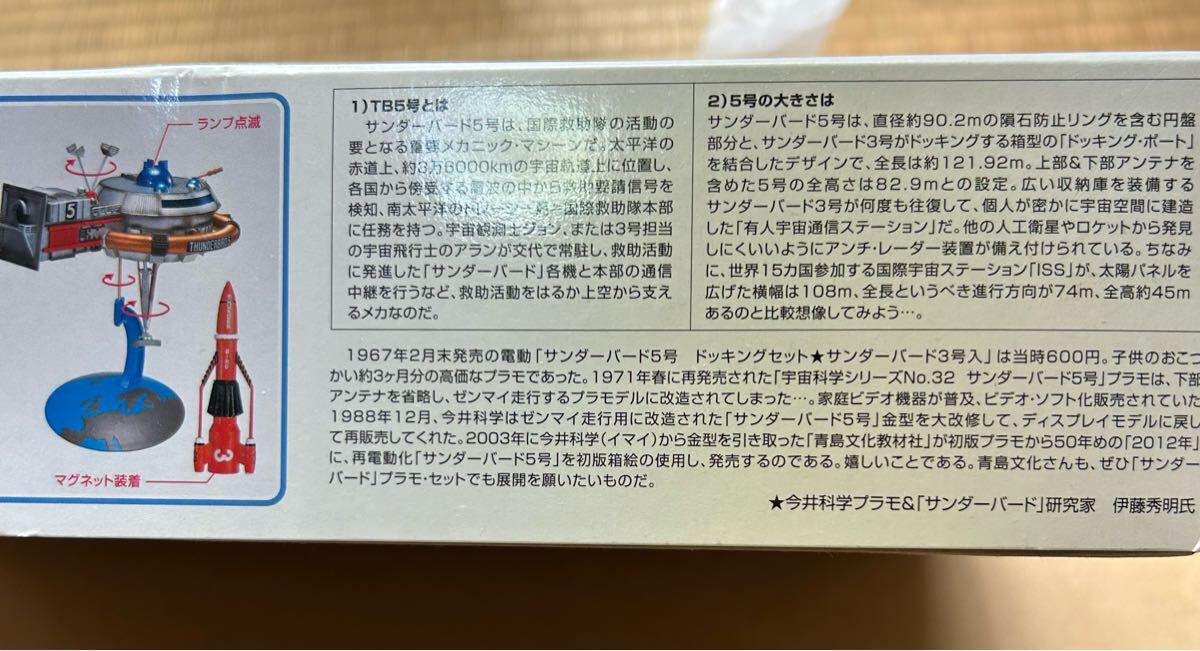 ランプ点滅
5
THUNDERBIRD 5
3
マグネット装着
1)TB5号とは
サンダーバード5号は、国際救助隊の活動の
要となる重要メカニック・マシーンだ。太平洋の
赤道上、約3万6000kmの宇宙軌道上に位置し、
各国から傍受する電波の中から救助要請信号を
検知、南太平洋のトレーシー島=国際救助隊本部
に任務を持つ。宇宙観測士ジョン、または3号担当
の宇宙飛行士のアランが交代で常駐し、救助活動
に発進した「サンダーバード」各機と本部の通信
中継を行うなど、救助活動をはるか上空から支え
るメカなのだ。
2)5号の大きさは
サンダーバード5号は、直径約90.2mの隕石防止リングを含む円盤
部分と、サンダーバード3号がドッキングする箱型の「ドッキング・ポート」
を結合したデザインで、全長は約121.92m。上部&下部アンテナを
含めた5号の全高さは82.9mとの設定。広い収納庫を装備する
サンダーバード3号が何度も往復して、個人が密かに宇宙空間に建造
した「有人宇宙通信ステーション」だ。他の人工衛星やロケットから発見
しにくいようにアンチ・レーダー装置が備え付けられている。ちなみ
に、世界15カ国参加する国際宇宙ステーション「ISS」が、太陽パネルを
広げた横幅は108m、全長というべき進行方向が74m、全高約45m
あるのと比較想像してみよう…。
1967年2月末発売の電動「サンダーバード5号 ドッキングセット★サンダーバード3号入」は当時600円。子供のおこづ
かい約3ヶ月分の高価なプラモであった。1971年春に再発売された「宇宙科学シリーズNo.32 サンダーバード5号」プラモは、下部
アンテナを省略し、ゼンマイ走行するプラモデルに改造されてしまった…。家庭ビデオ機器が普及、ビデオ・ソフト化販売されていた
1988年12月、今井科学はゼンマイ走行用に改造された「サンダーバード5号」金型を大改修して、ディスプレイモデルに戻し
て再販売してくれた。2003年に今井科学(イマイ)から金型を引き取った「青島文化教材社」が初版プラモから50年めの「2012年」
に、再電動化「サンダーバード5号」を初版箱絵の使用し、発売するのである。嬉しいことである。青島文化さんも、ぜひ「サンダー
バード」プラモ・セットでも展開を願いたいものだ。
★今井科学プラモ&「サンダーバード」研究家 伊藤秀明氏